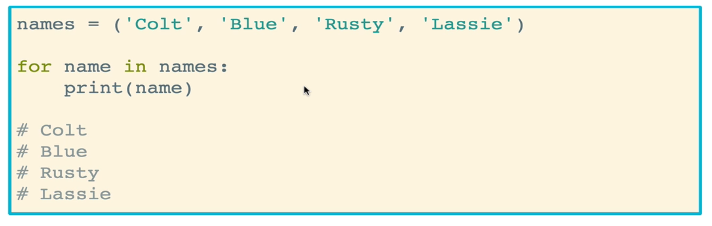 names = ('Colt', 'Blue', 'Rusty', 'Lassie')
for name in names:
    print(name)
# Colt
# Blue
# Rusty
# Lassie